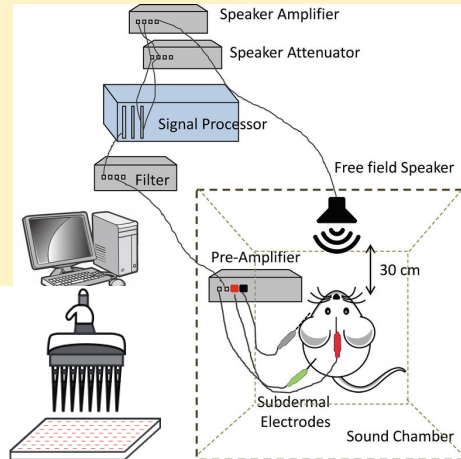 Speaker Amplifier
Speaker Attenuator
Signal Processor
Free field Speaker
Filter
Pre-Amplifier
30 cm
Subdermal
Electrodes
Sound Chamber